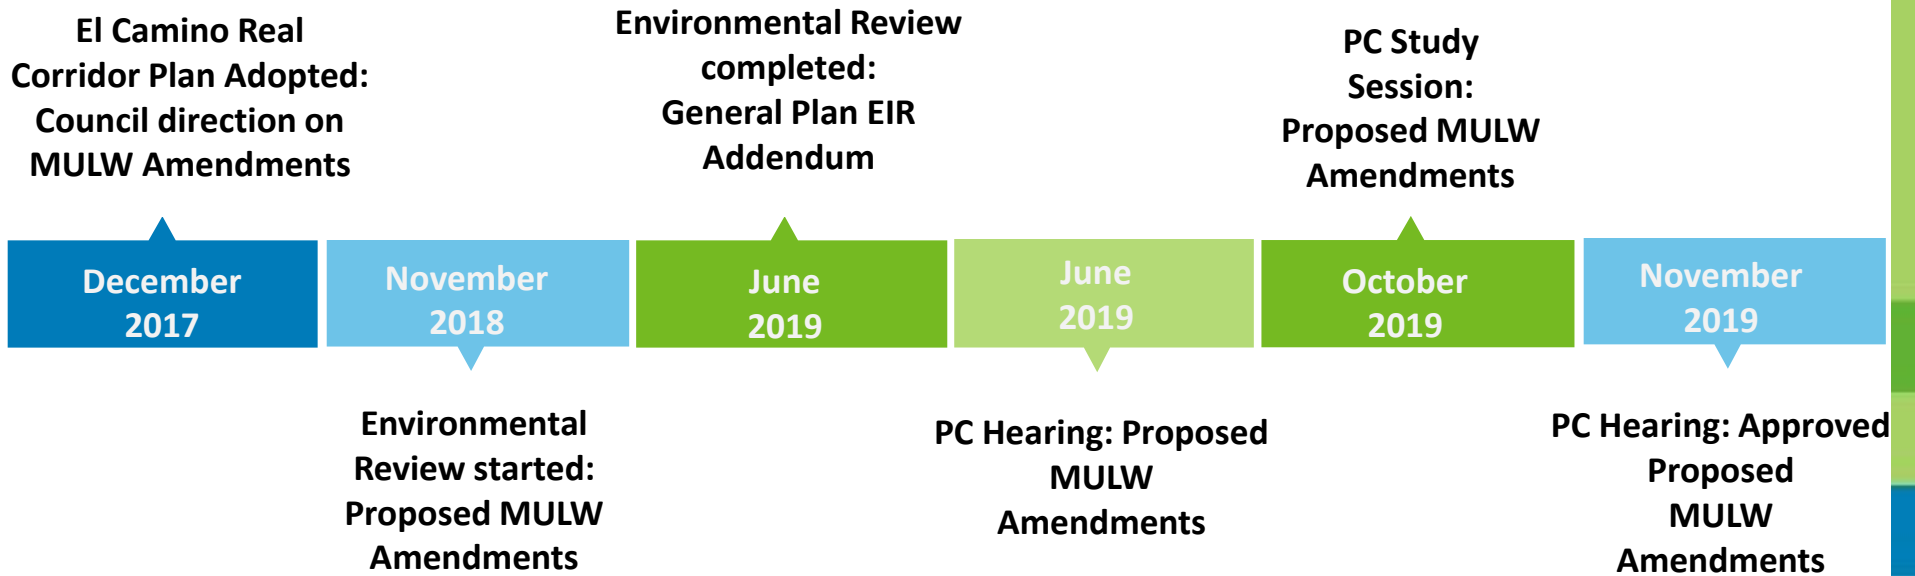 El Camino Real
Corridor Plan Adopted:
Council direction on
MULW Amendments
December
2017
November
2018
Environmental
Review started:
Proposed MULW
Amendments
Environmental Review
completed:
General Plan EIR
Addendum
June
2019
June
2019
PC Hearing: Proposed
MULW
Amendments
PC Study
Session:
Proposed MULW
Amendments
October
2019
November
2019
PC Hearing: Approved
Proposed
MULW
Amendments